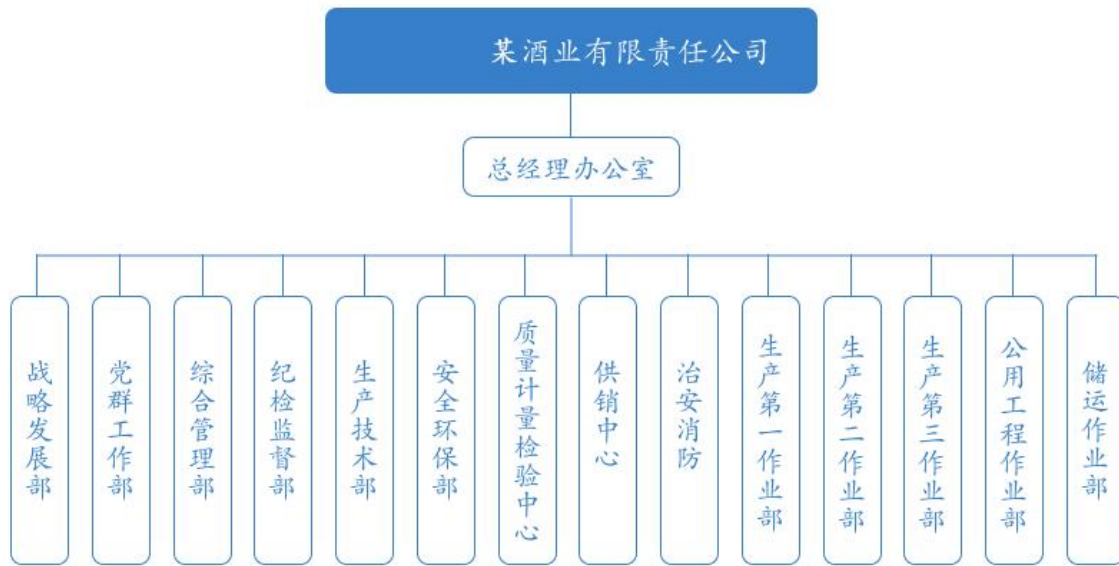 某酒业有限责任公司
总经理办公室
战略发展部
党群工作部
综合管理部
纪检监督部
生产技术部
安全环保部
质量计量检验中心
供销中心
治安消防
生产第一作业部
生产第二作业部
生产第三作业部
公用工程作业部
储运作业部